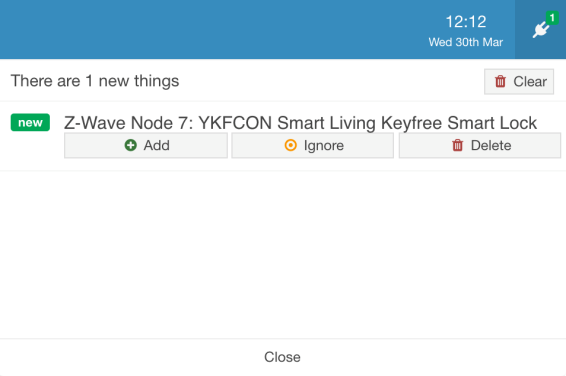 12:12
1
Wed 30th Mar
There are 1 new things
Clear
new
Z-Wave Node 7: YKFCON Smart Living Keyfree Smart Lock
Add Ignore Delete
Close